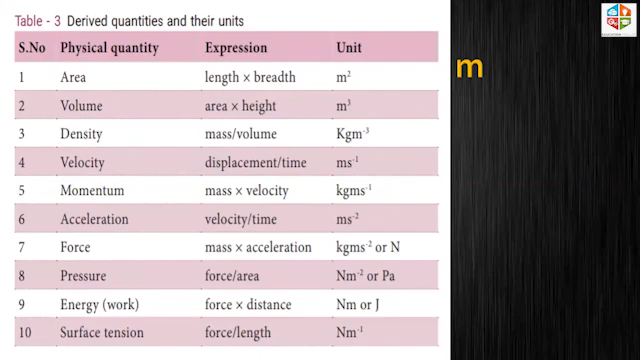 Table - 3 Derived quantities and their units
S.No Physical quantity Expression Unit
1 Area length × breadth m²
2 Volume area × height m³
3 Density mass/volume Kgm⁻³
4 Velocity displacement/time ms⁻¹
5 Momentum mass × velocity kgms⁻¹
6 Acceleration velocity/time ms⁻²
7 Force mass × acceleration kgms⁻² or N
8 Pressure force/area Nm⁻² or Pa
9 Energy (work) force × distance Nm or J
10 Surface tension force/length Nm⁻¹
m